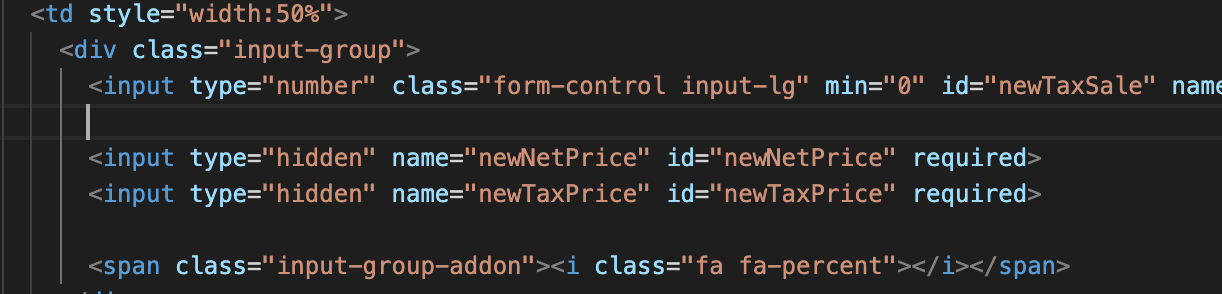 <td style="width:50%">
<div class="input-group">
<input type="number" class="form-control input-lg" min="0" id="newTaxSale" name
<input type="hidden" name="newNetPrice" id="newNetPrice" required>
<input type="hidden" name="newTaxPrice" id="newTaxPrice" required>
<span class="input-group-addon"><i class="fa fa-percent"></i></span>